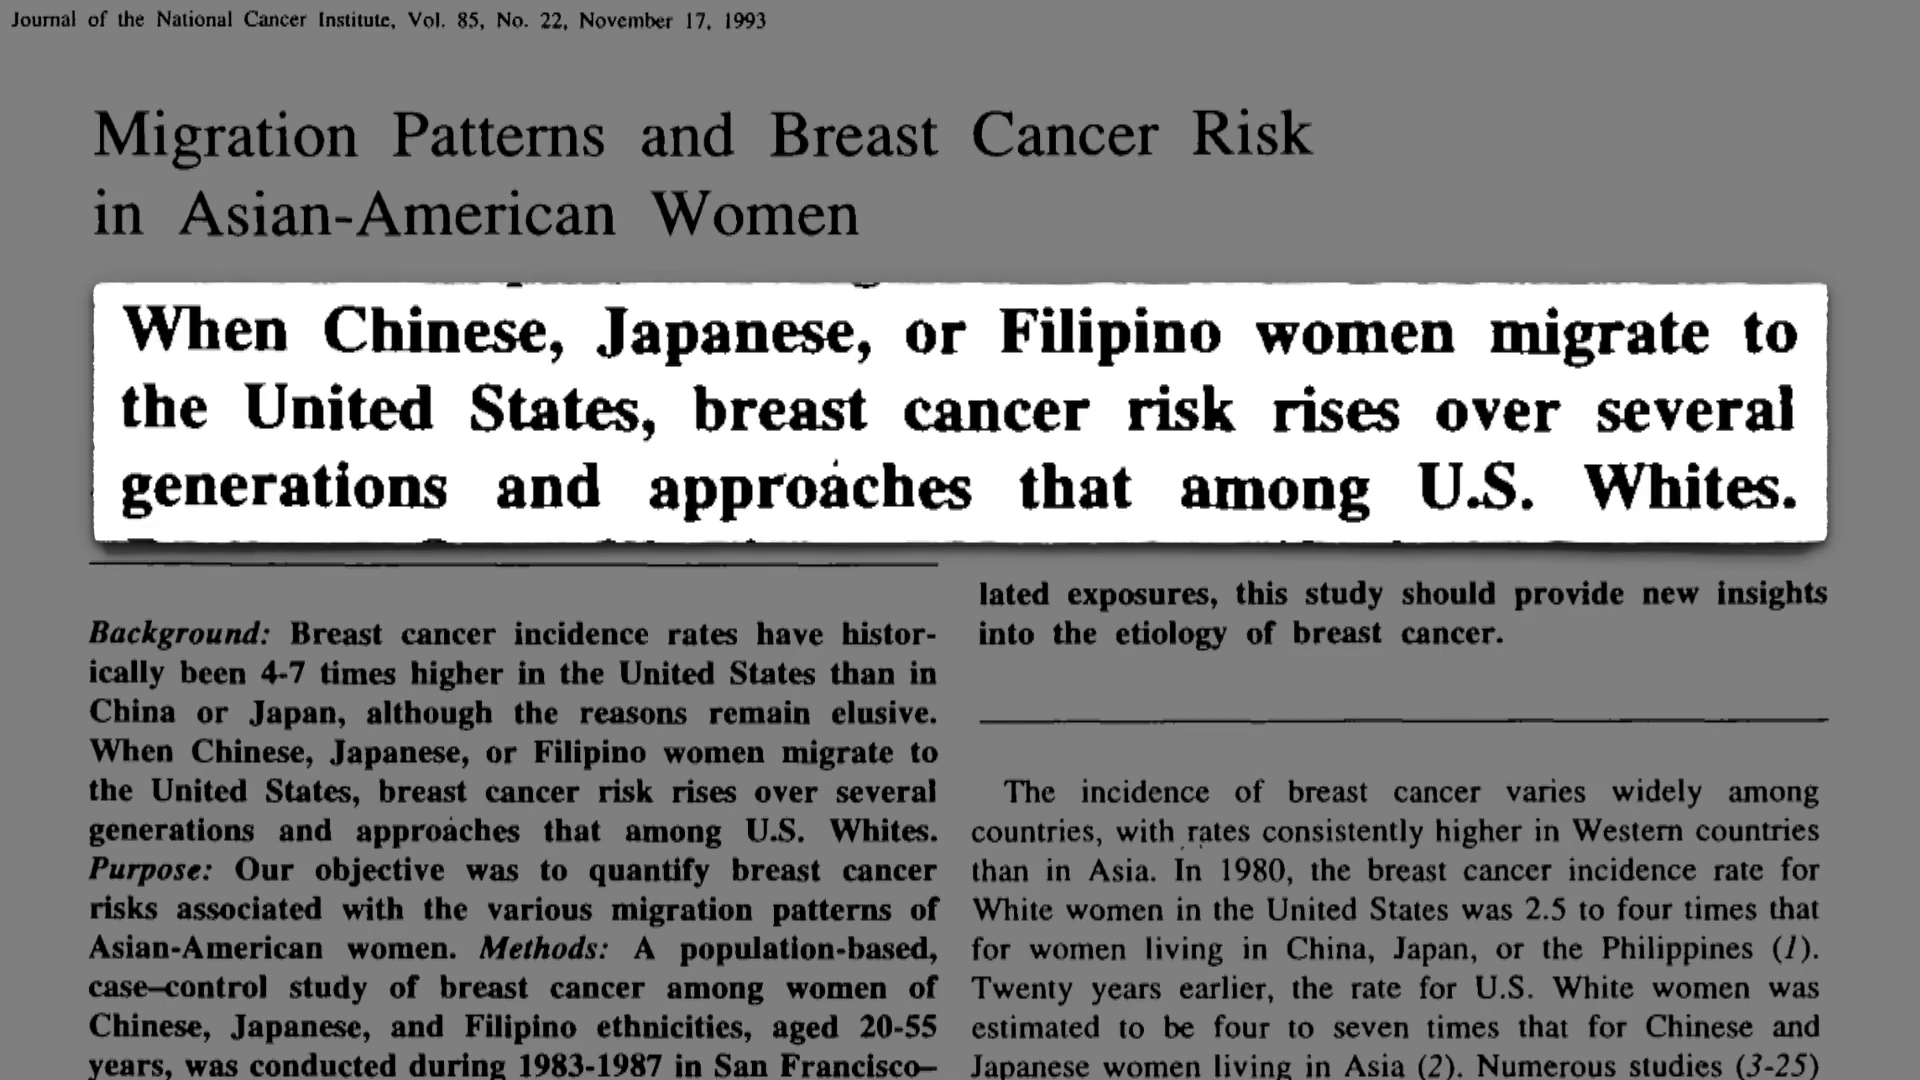 Journal of the National Cancer Institute, Vol. 85, No. 22, November 17, 1993
Migration Patterns and Breast Cancer Risk
in Asian-American Women
When Chinese, Japanese, or Filipino women migrate to
the United States, breast cancer risk rises over several
generations and approaches that among U.S. Whites.
Background: Breast cancer incidence rates have histor-
ically been 4-7 times higher in the United States than in
China or Japan, although the reasons remain elusive.
When Chinese, Japanese, or Filipino women migrate to
the United States, breast cancer risk rises over several
generations and approaches that among U.S. Whites.
Purpose: Our objective was to quantify breast cancer
risks associated with the various migration patterns of
Asian-American women. Methods: A population-based,
case–control study of breast cancer among women of
Chinese, Japanese, and Filipino ethnicities, aged 20-55
years, was conducted during 1983-1987 in San Francisco–
lated exposures, this study should provide new insights
into the etiology of breast cancer.
The incidence of breast cancer varies widely among
countries, with rates consistently higher in Western countries
than in Asia. In 1980, the breast cancer incidence rate for
White women in the United States was 2.5 to four times that
for women living in China, Japan, or the Philippines (1).
Twenty years earlier, the rate for U.S. White women was
estimated to be four to seven times that for Chinese and
Japanese women living in Asia (2). Numerous studies (3-25)